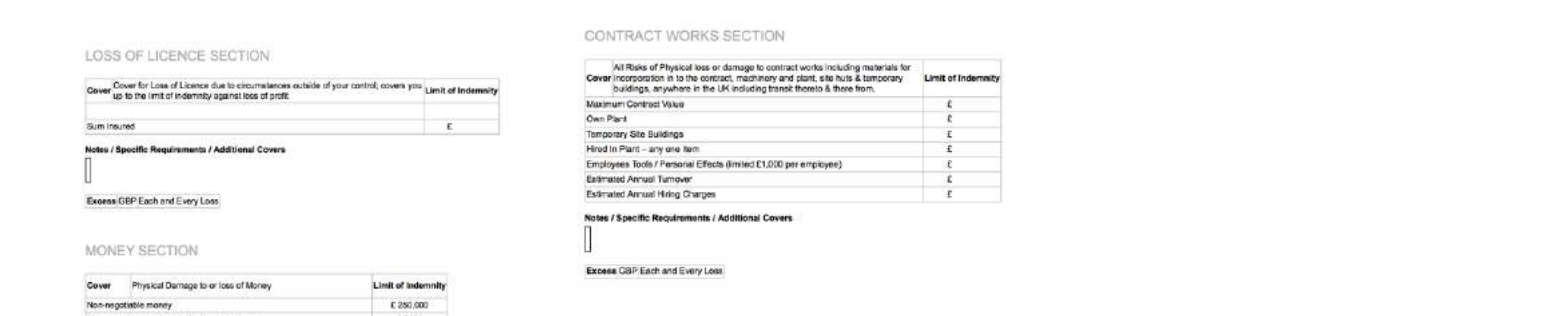 LOSS OF LICENCE SECTION
Cover Cover for Loss of Licence due to circumstances outside of your control; covers you up to the limit of indemnity against loss of profit Limit of Indemnity
Sum Insured £
Notes / Specific Requirements / Additional Covers
Excess GBP Each and Every Loss
MONEY SECTION
Cover Physical Damage to or loss of Money Limit of Indemnity
Non-negotiable money £ 250,000
CONTRACT WORKS SECTION
Cover All Risks of Physical loss or damage to contract works including materials for incorporation in to the contract, machinery and plant, site huts & temporary buildings, anywhere in the UK including transit thereto & there from. Limit of Indemnity
Maximum Contract Value £
Own Plant £
Temporary Site Buildings £
Hired In Plant – any one item £
Employees Tools / Personal Effects (limited £1,000 per employee) £
Estimated Annual Turnover £
Estimated Annual Hiring Charges £
Notes / Specific Requirements / Additional Covers
Excess GBP Each and Every Loss